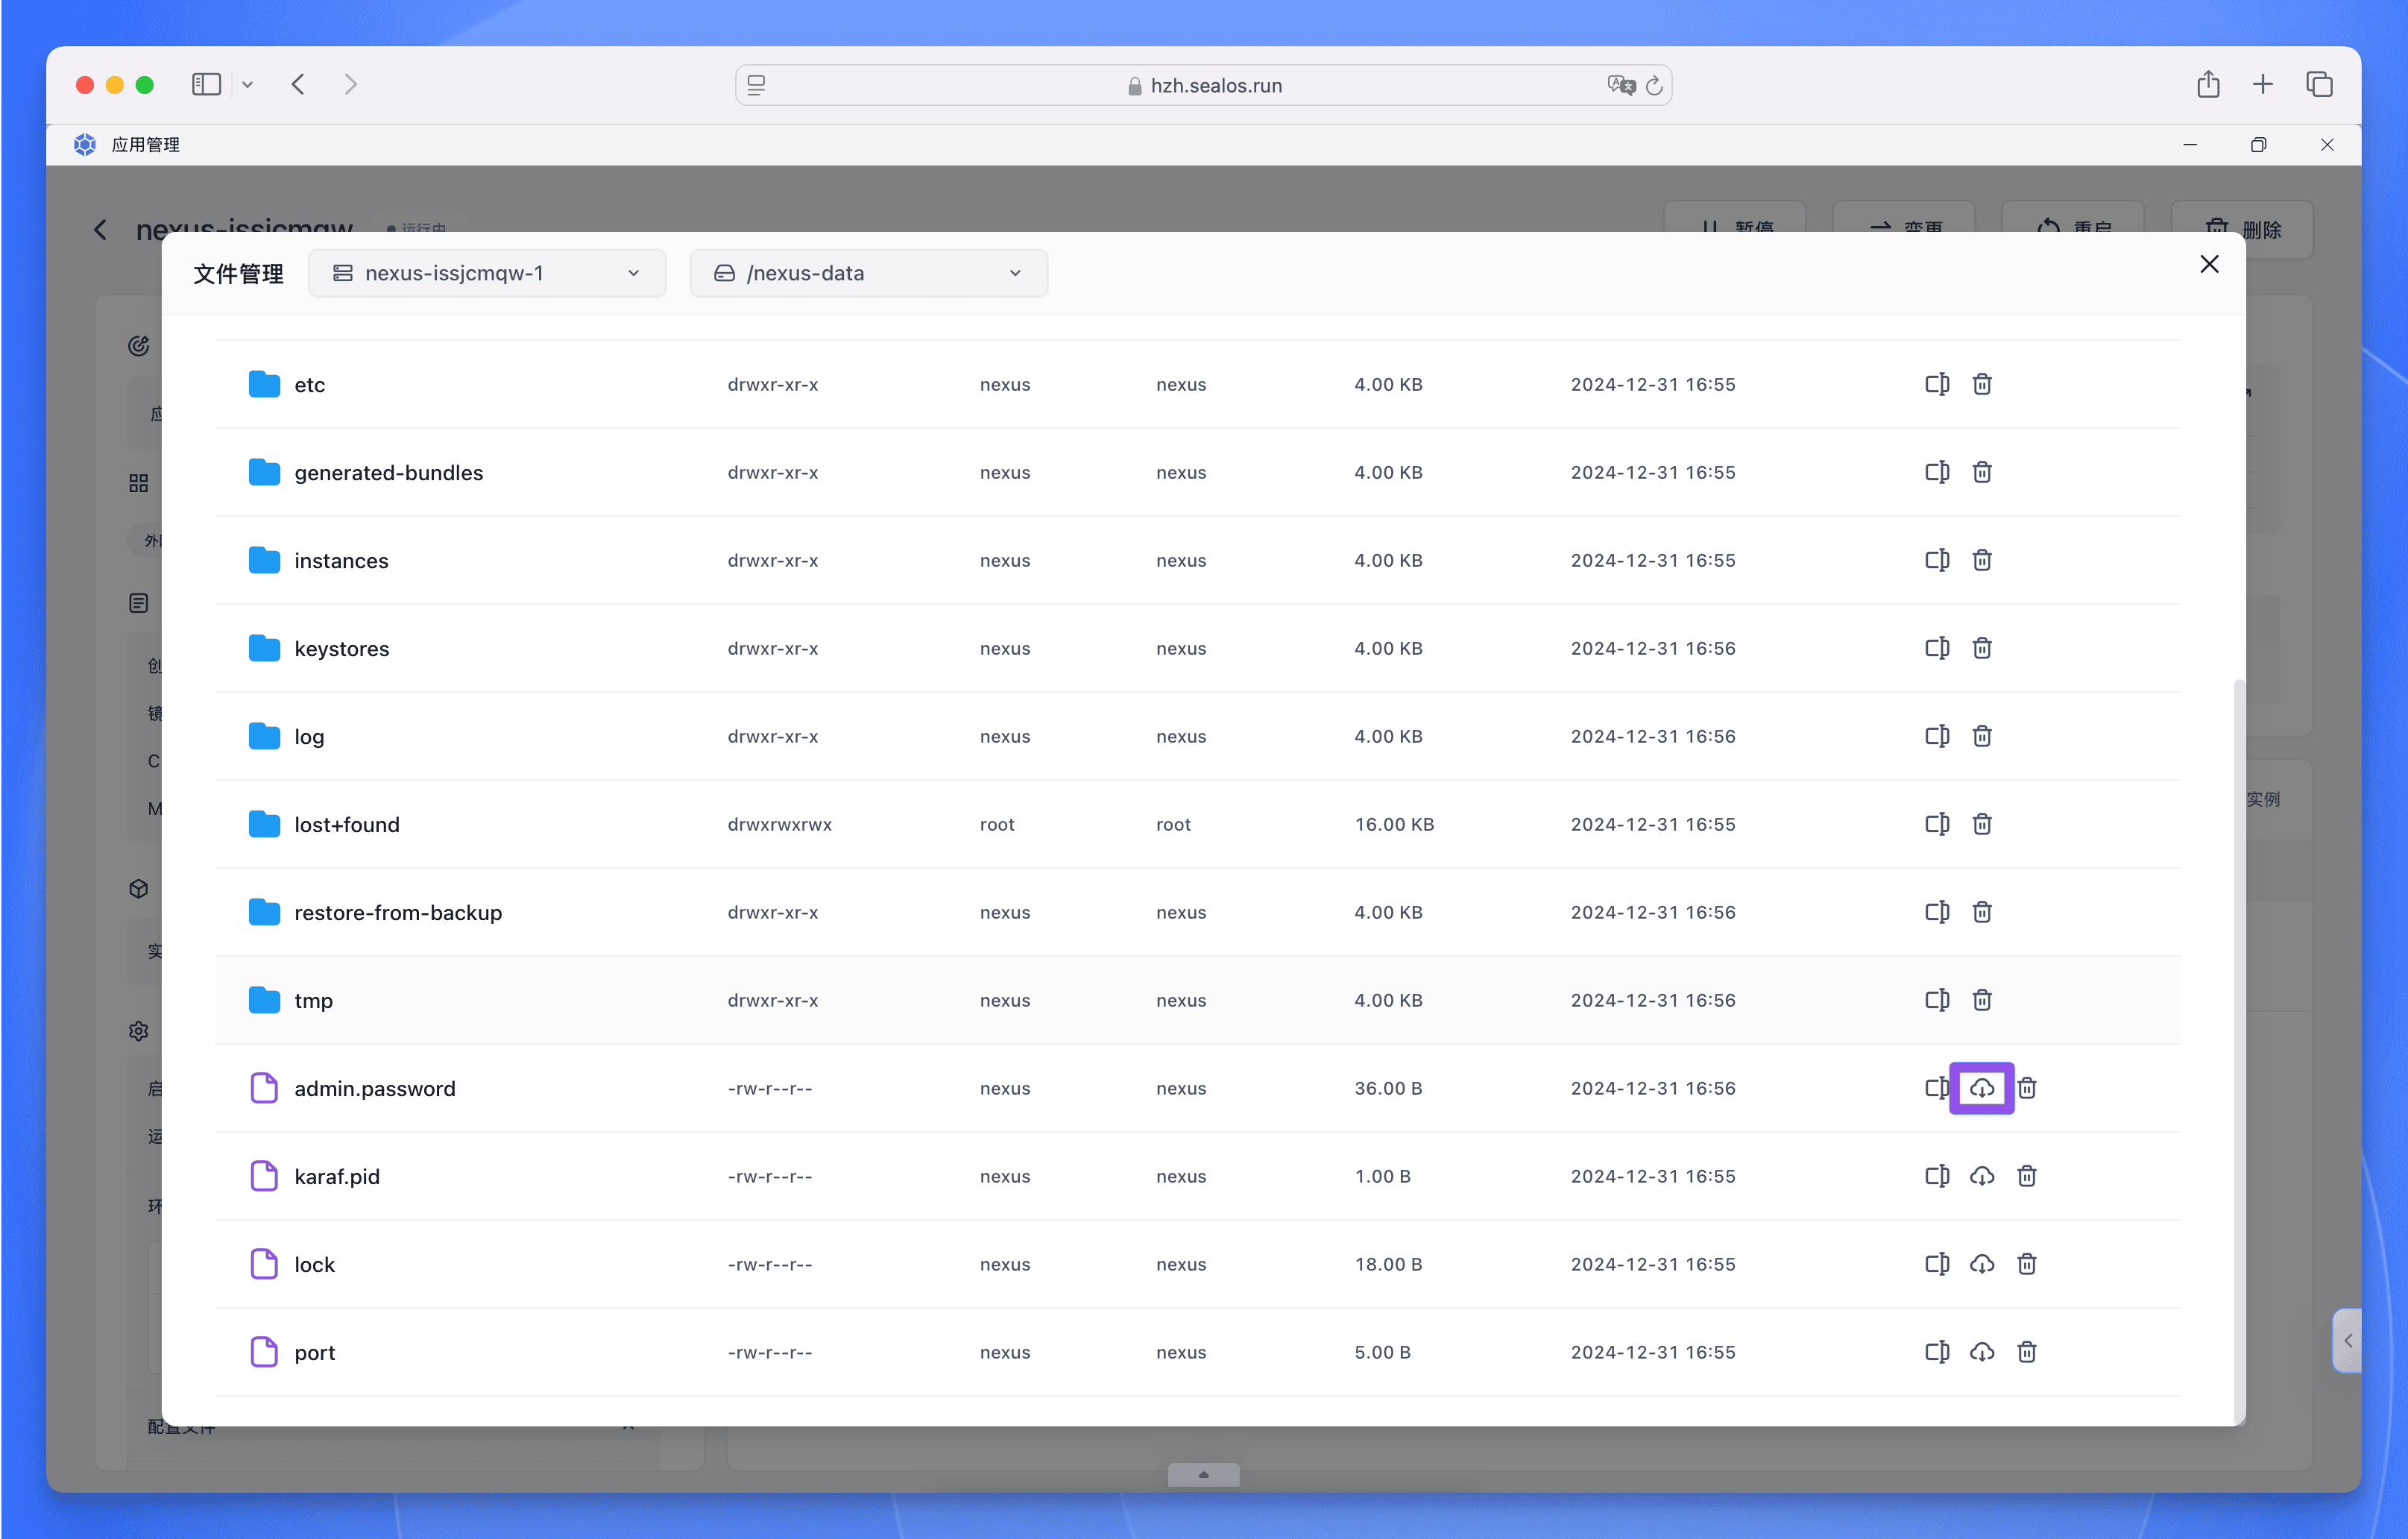 hzh.sealos.run
应用管理
nexus-issjcmqw 运行中 暂停 变更 重启 删除
文件管理 nexus-issjcmqw-1 /nexus-data
etc drwxr-xr-x nexus nexus 4.00 KB 2024-12-31 16:55
generated-bundles drwxr-xr-x nexus nexus 4.00 KB 2024-12-31 16:55
instances drwxr-xr-x nexus nexus 4.00 KB 2024-12-31 16:55
keystores drwxr-xr-x nexus nexus 4.00 KB 2024-12-31 16:56
log drwxr-xr-x nexus nexus 4.00 KB 2024-12-31 16:56
实例
lost+found drwxrwxrwx root root 16.00 KB 2024-12-31 16:55
restore-from-backup drwxr-xr-x nexus nexus 4.00 KB 2024-12-31 16:56
tmp drwxr-xr-x nexus nexus 4.00 KB 2024-12-31 16:56
admin.password -rw-r--r-- nexus nexus 36.00 B 2024-12-31 16:56
karaf.pid -rw-r--r-- nexus nexus 1.00 B 2024-12-31 16:55
lock -rw-r--r-- nexus nexus 18.00 B 2024-12-31 16:55
port -rw-r--r-- nexus nexus 5.00 B 2024-12-31 16:55
配置文件